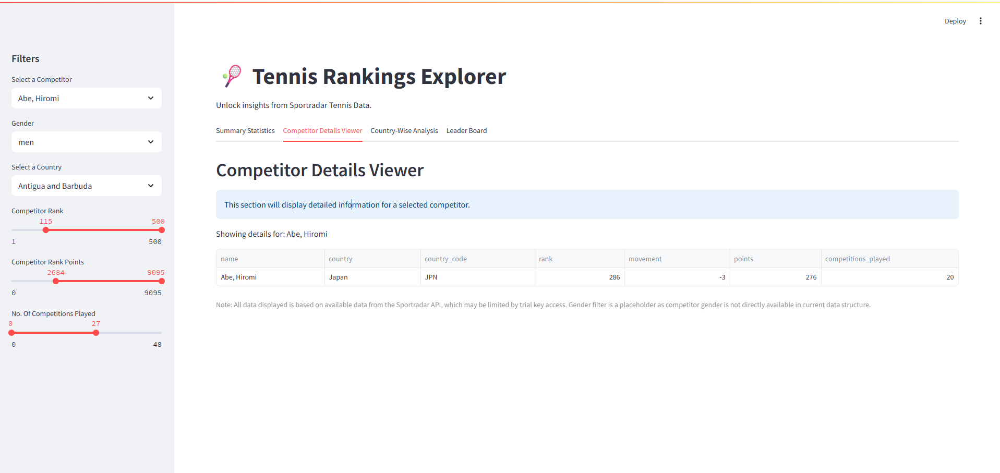 Deploy
Filters
Select a Competitor
Abe, Hiromi
Gender
men
Select a Country
Antigua and Barbuda
Competitor Rank
115 500
1 500
Competitor Rank Points
2684 9095
0 9095
No. Of Competitions Played
0 27
0 48
Tennis Rankings Explorer
Unlock insights from Sportradar Tennis Data.
Summary Statistics Competitor Details Viewer Country-Wise Analysis Leader Board
Competitor Details Viewer
This section will display detailed information for a selected competitor.
Showing details for: Abe, Hiromi
name country country_code rank movement points competitions_played
Abe, Hiromi Japan JPN 286 -3 276 20
Note: All data displayed is based on available data from the Sportradar API, which may be limited by trial key access. Gender filter is a placeholder as competitor gender is not directly available in current data structure.